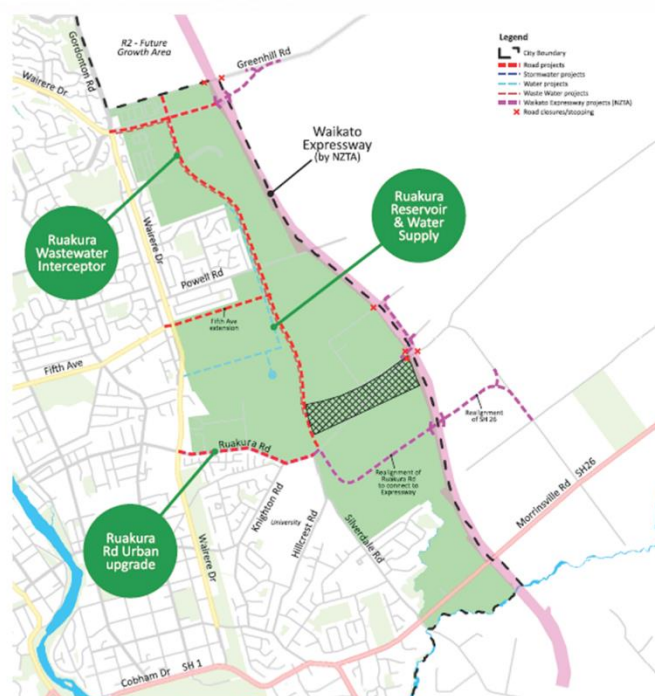 R2 - Future
Growth Area
Gordonton Rd
Wairere Dr
Greenhill Rd
Legend
City Boundary
Road projects
Stormwater projects
Water projects
Waste Water projects
Waikato Expressway projects (NZTA)
Road closures/stopping
Waikato
Expressway
(by NZTA)
Ruakura
Wastewater
Interceptor
Ruakura
Reservoir
& Water
Supply
Wairere Dr
Powell Rd
Fifth Ave
extension
Fifth Ave
Realignment
of SH 26
Ruakura Rd
Realignment of
Ruakura Rd
to connect to
Expressway
Morrinsville Rd
SH26
Knighton Rd
University
Hillcrest Rd
Silverdale Rd
Ruakura
Rd Urban
upgrade
Wairere Dr
Cobham Dr
SH 1